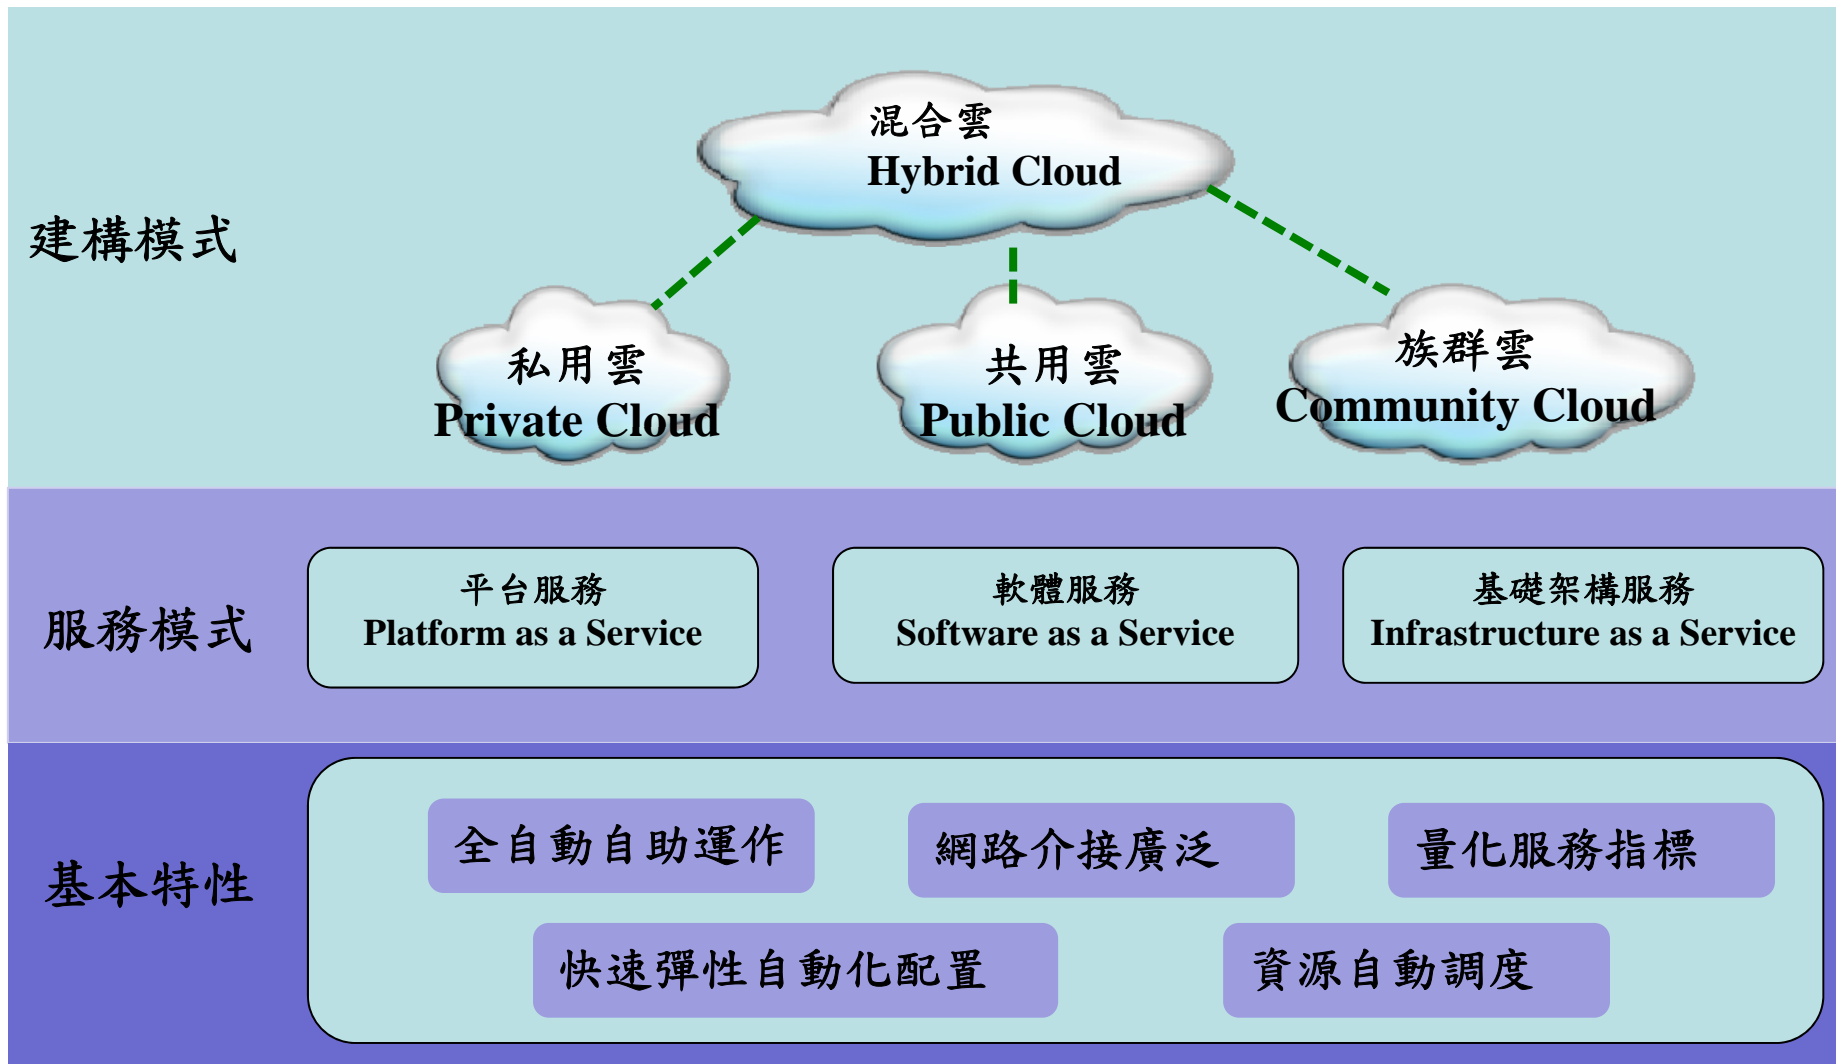 混合雲
Hybrid Cloud
建構模式
私用雲
Private Cloud
共用雲
Public Cloud
族群雲
Community Cloud
服務模式
平台服務
Platform as a Service
軟體服務
Software as a Service
基礎架構服務
Infrastructure as a Service
基本特性
全自動自助運作
網路介接廣泛
量化服務指標
快速彈性自動化配置
資源自動調度